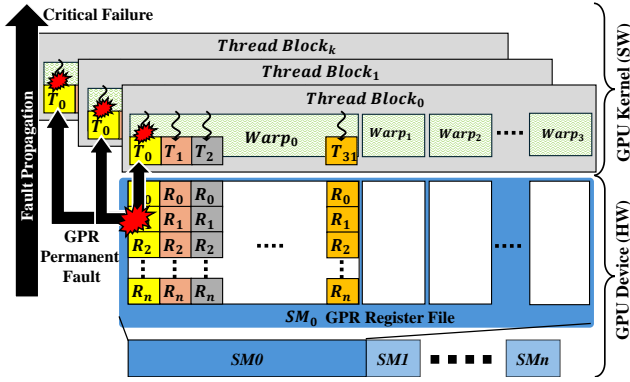 Critical Failure
Thread Block_k
Thread Block_1
Thread Block_0
T_0
T_0
Warp_0
Warp_1 Warp_2 ···· Warp_3
T_0 T_1 T_2 T_31
GPU Kernel (SW)
Fault Propagation
R_0 R_0 R_0
R_1 R_1 R_1
R_2 R_2 R_2 ···· R_2
R_n R_n R_n R_n
GPR
Permanent
Fault
SM_0 GPR Register File
GPU Device (HW)
SM0 SM1 SMn